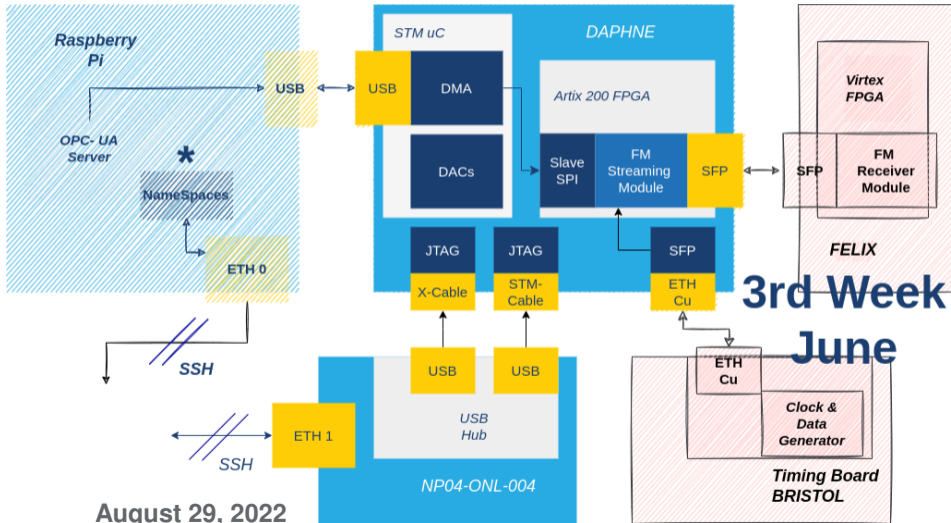 Raspberry
Pi
OPC- UA
Server
*
NameSpaces
USB
ETH 0
SSH
STM uC
USB
DMA
DACs
DAPHNE
Artix 200 FPGA
Slave
SPI
FM
Streaming
Module
SFP
JTAG
X-Cable
JTAG
STM-
Cable
SFP
ETH
Cu
Virtex
FPGA
SFP
FM
Receiver
Module
FELIX
3rd Week
June
USB
USB
USB
Hub
ETH 1
SSH
NP04-ONL-004
ETH
Cu
Clock &
Data
Generator
Timing Board
BRISTOL
August 29, 2022